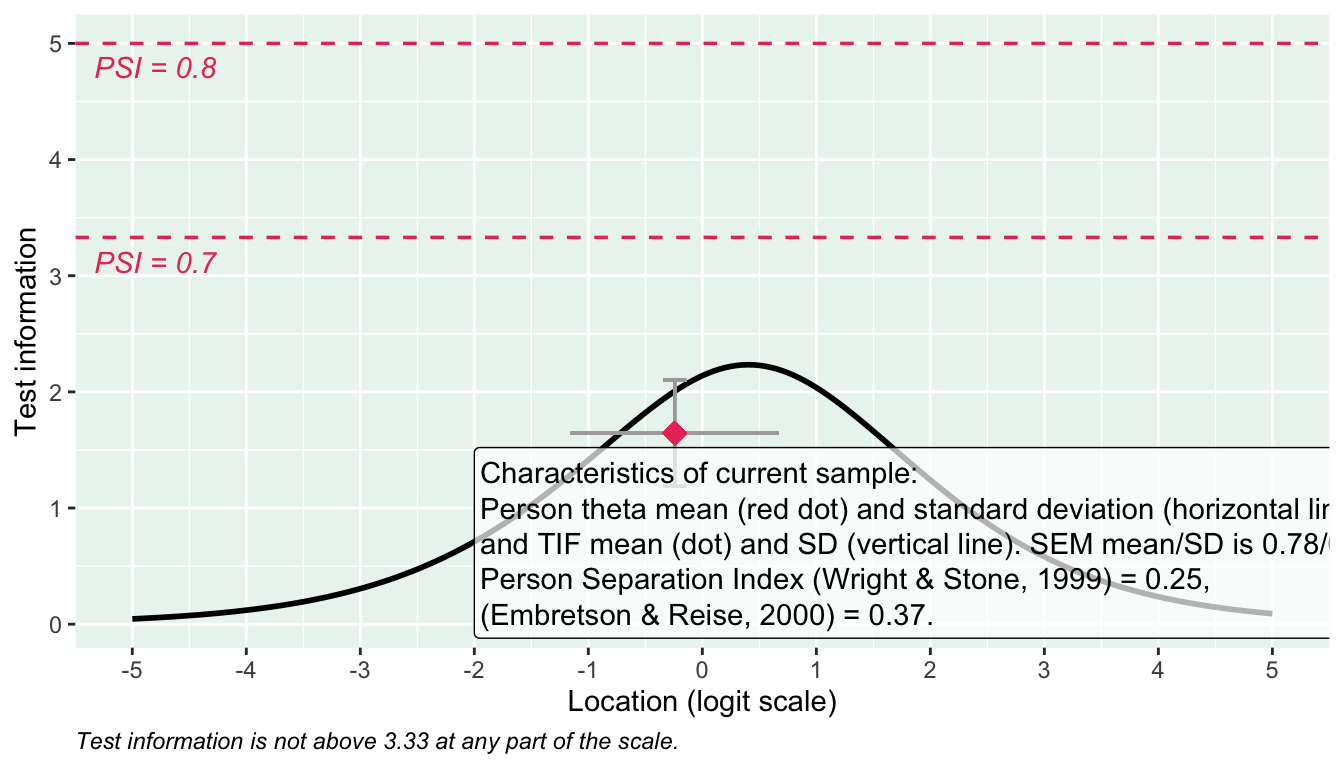 5
PSI = 0.8
4
PSI = 0.7
3
Test information
2
1
0
Characteristics of current sample:
Person theta mean (red dot) and standard deviation (horizontal
and TIF mean (dot) and SD (vertical line). SEM mean/SD is 0.78/
Person Separation Index (Wright & Stone, 1999) = 0.25,
(Embretson & Reise, 2000) = 0.37.
-5 -4 -3 -2 -1 0 1 2 3 4 5
Location (logit scale)
Test information is not above 3.33 at any part of the scale.